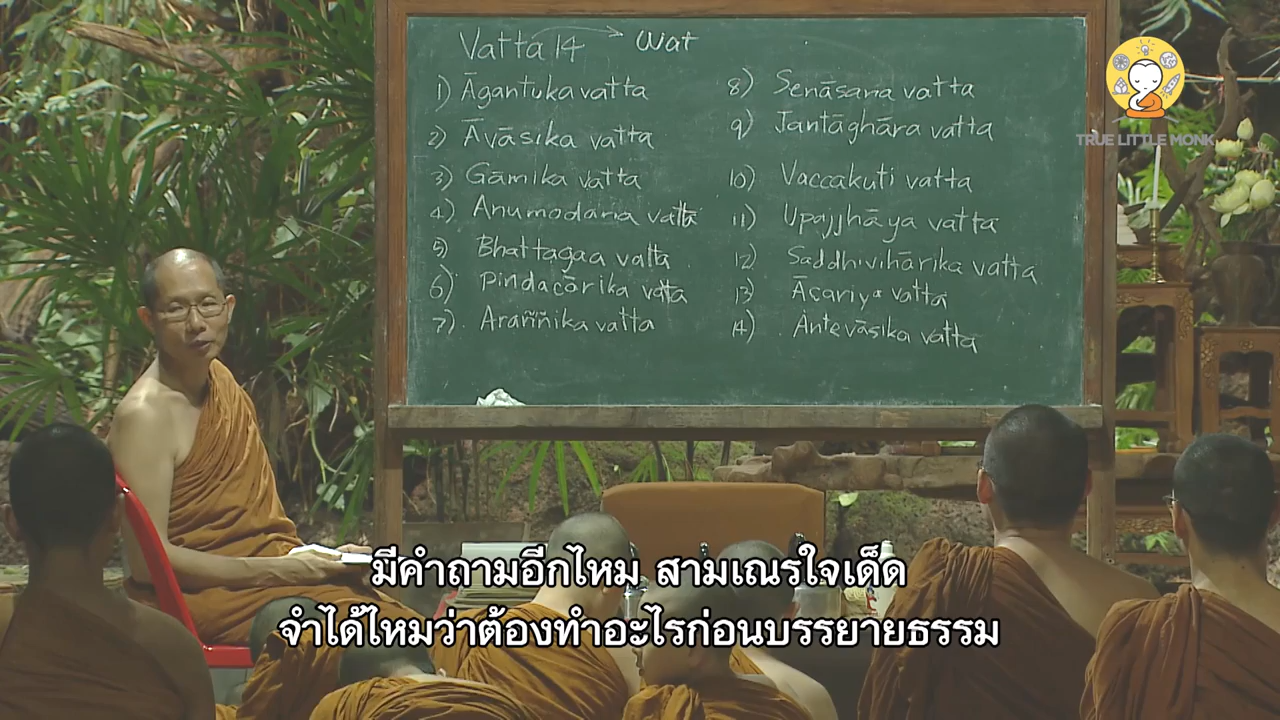 Vatta 14 → Wat
1) Āgantuka vatta
2) Āvāsika vatta
3) Gāmika vatta
4) Anumodana vatta
5) Bhattagaa vatta
6) Pindacārika vatta
7) Araññika vatta
8) Senāsana vatta
9) Jantāghāra vatta
10) Vaccakuti vatta
11) Upajjhāya vatta
12) Saddhivihārika vatta
13) Ācariya vatta
14) Antevāsika vatta
TRUE LITTLE MONK
มีคำถามอีกไหม สามเณรใจเด็ด
จำได้ไหมว่าต้องทำอะไรก่อนบรรยายธรรม